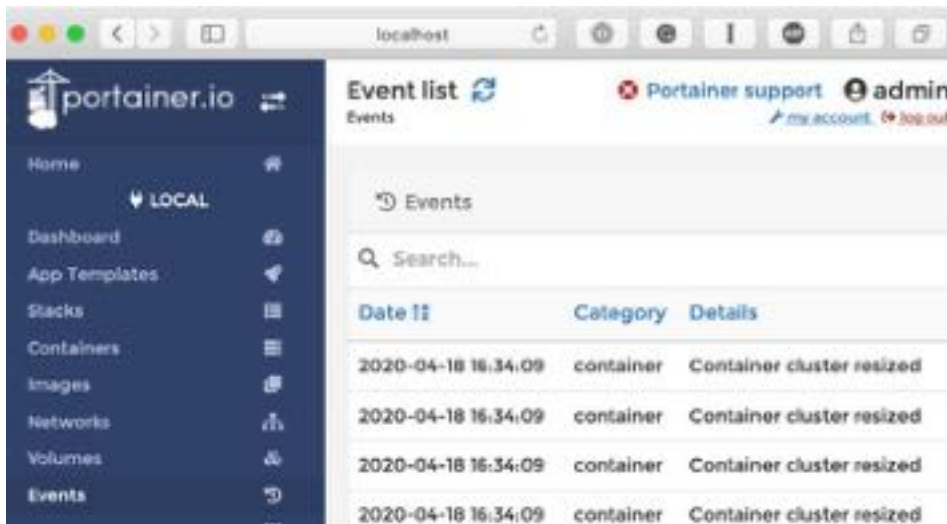 localhost
portainer.io
Home
LOCAL
Dashboard
App Templates
Stacks
Containers
Images
Networks
Volumes
Events
Event list
Events
Portainer support
admin
my account
log out
Events
Search...
Date Category Details
2020-04-18 16:34:09 container Container cluster resized
2020-04-18 16:34:09 container Container cluster resized
2020-04-18 16:34:09 container Container cluster resized
2020-04-18 16:34:09 container Container cluster resized